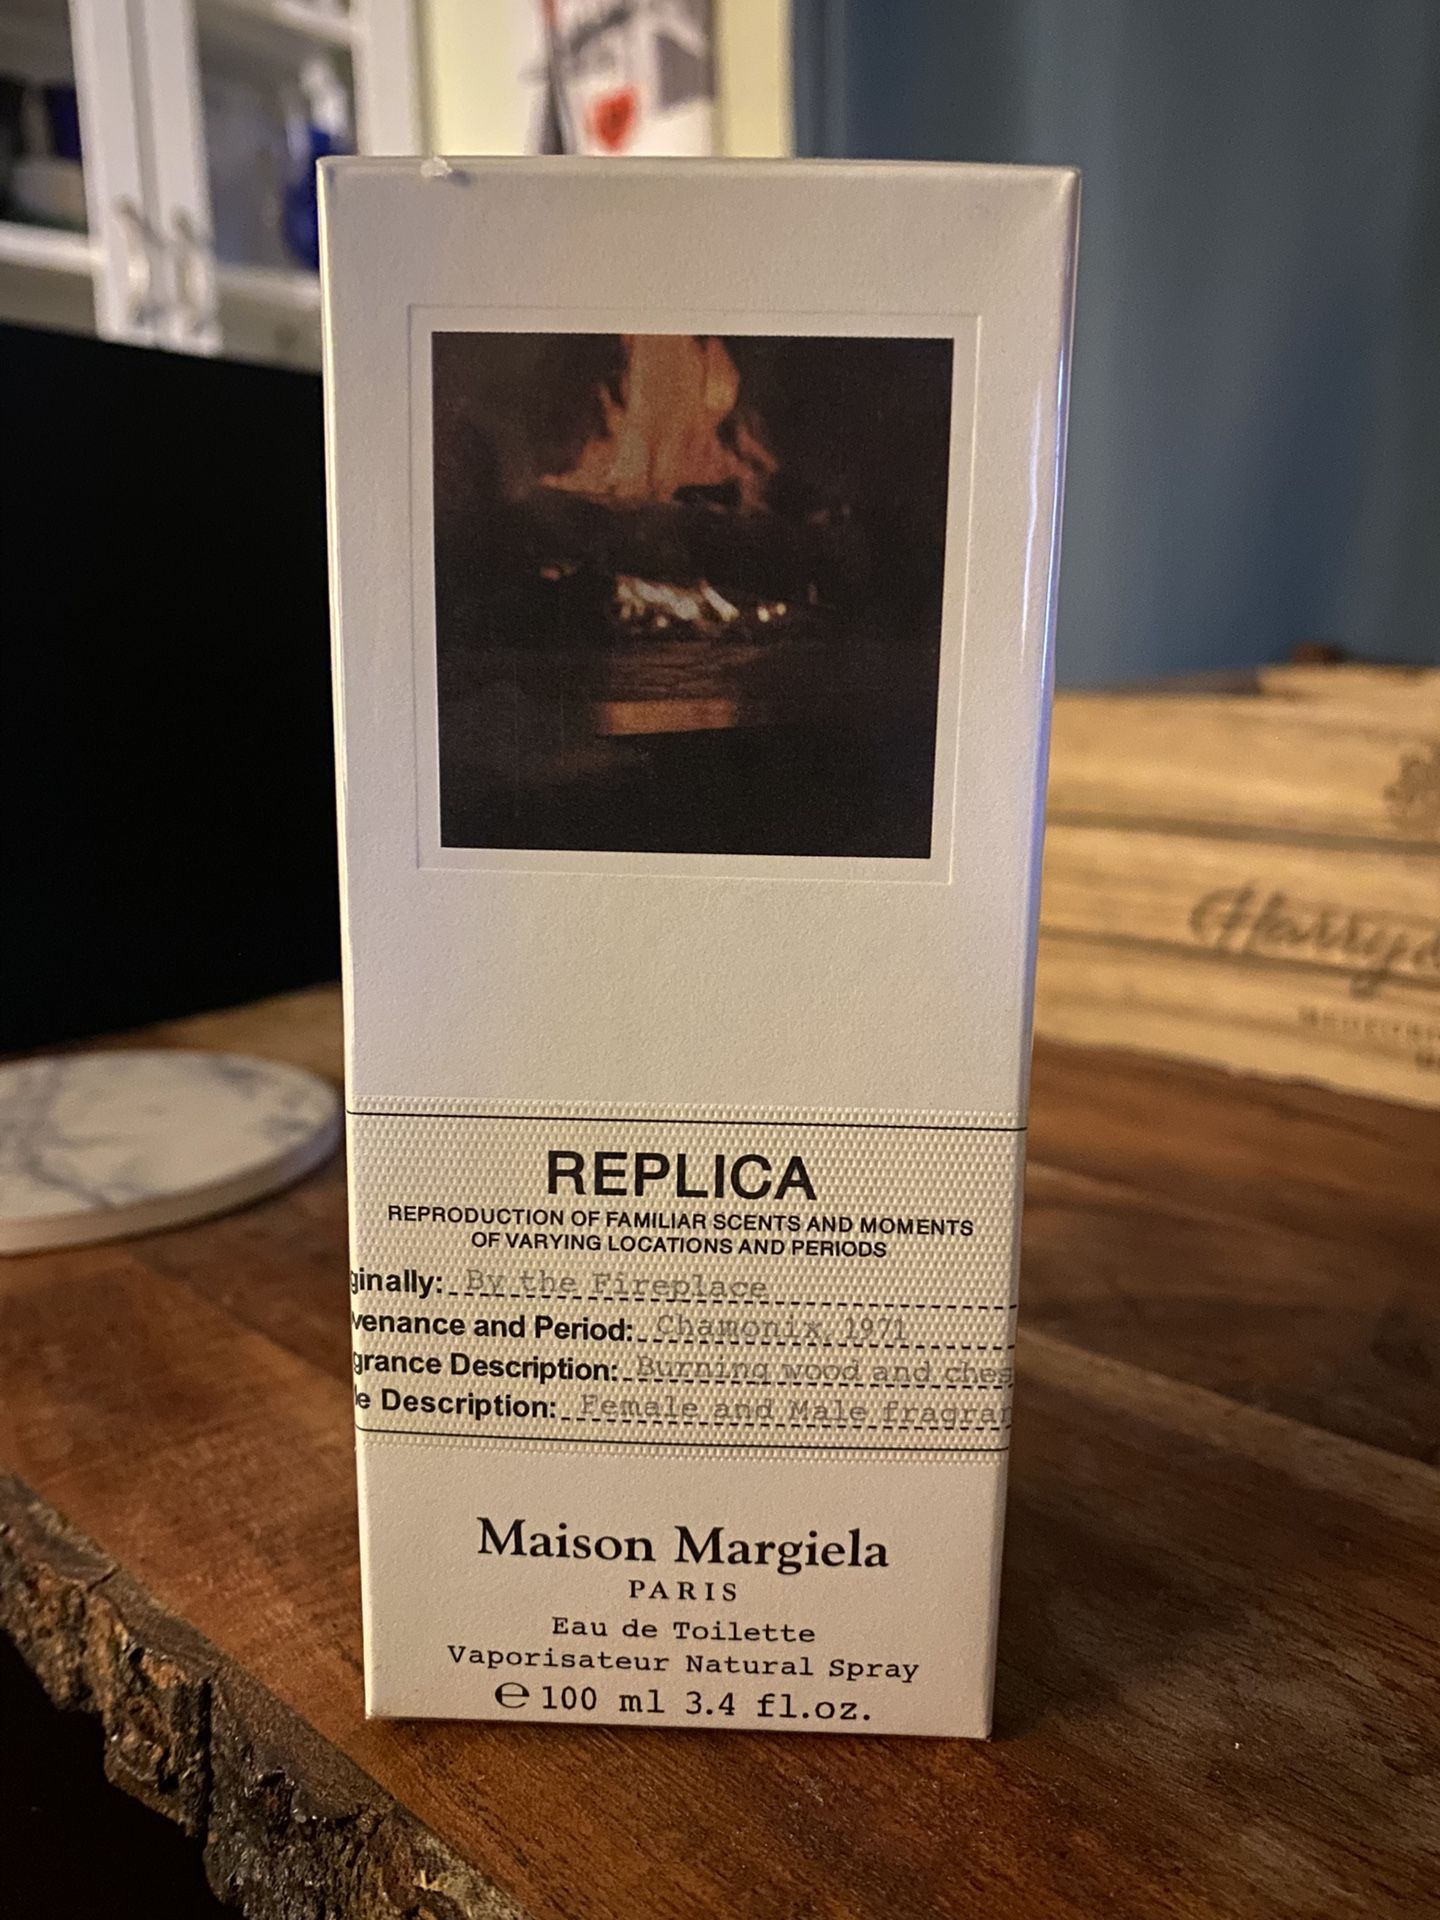 REPLICA
REPRODUCTION OF FAMILIAR SCENTS AND MOMENTS
OF VARYING LOCATIONS AND PERIODS
ginally: By the Fireplace
venance and Period: Chamonix, 1971
grance Description: Burning wood and ches
le Description: Female and Male fragran
Maison Margiela
PARIS
Eau de Toilette
Vaporisateur Natural Spray
℮ 100 ml 3.4 fl.oz.